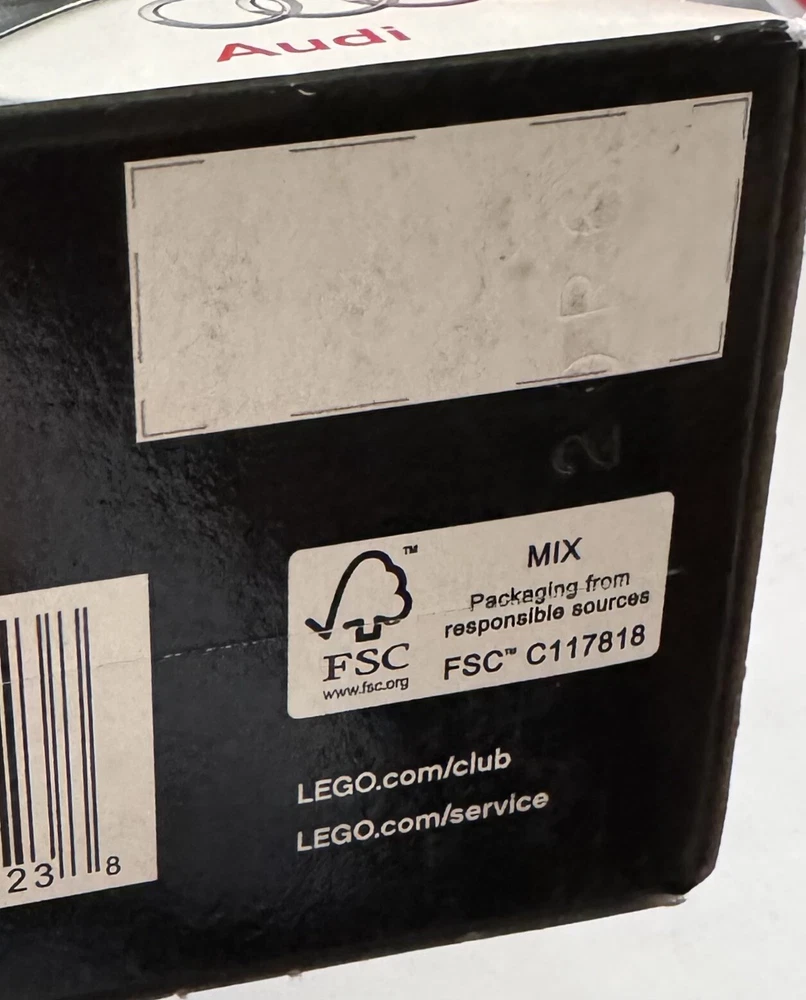 Audi
MIX
Packaging from
responsible sources
FSC™ C117818
™
FSC
www.fsc.org
LEGO.com/club
LEGO.com/service
23 8